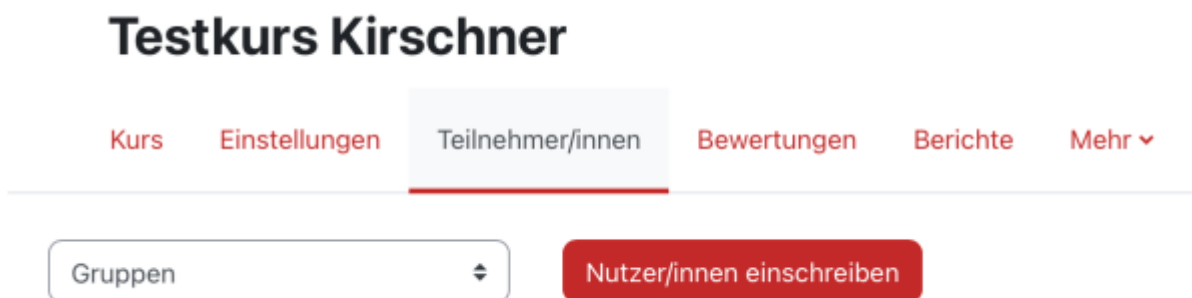 Testkurs Kirschner
Kurs Einstellungen Teilnehmer/innen Bewertungen Berichte Mehr
Gruppen Nutzer/innen einschreiben